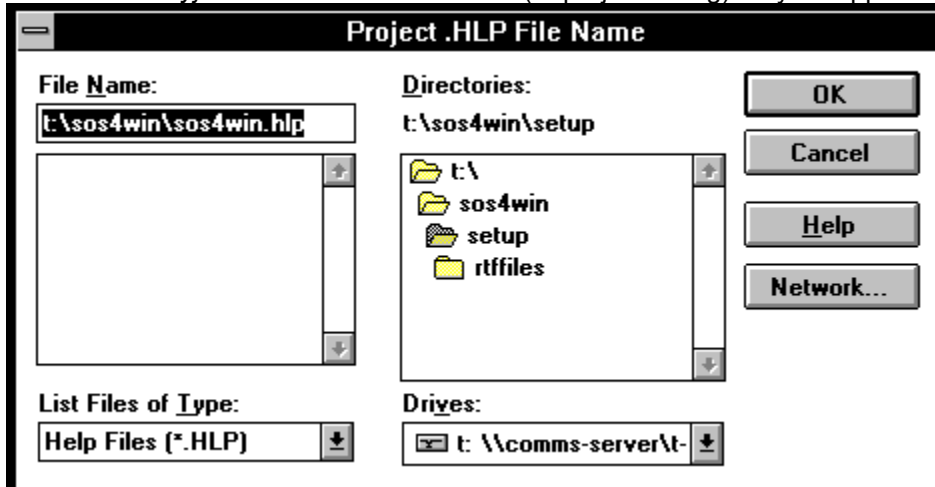 Project .HLP File Name
File Name:
t:\sos4win\sos4win.hlp
Directories:
t:\sos4win\setup
t:\
sos4win
setup
rtffiles
OK
Cancel
Help
Network...
List Files of Type:
Help Files (*.HLP)
Drives:
t: \\comms-server\t-